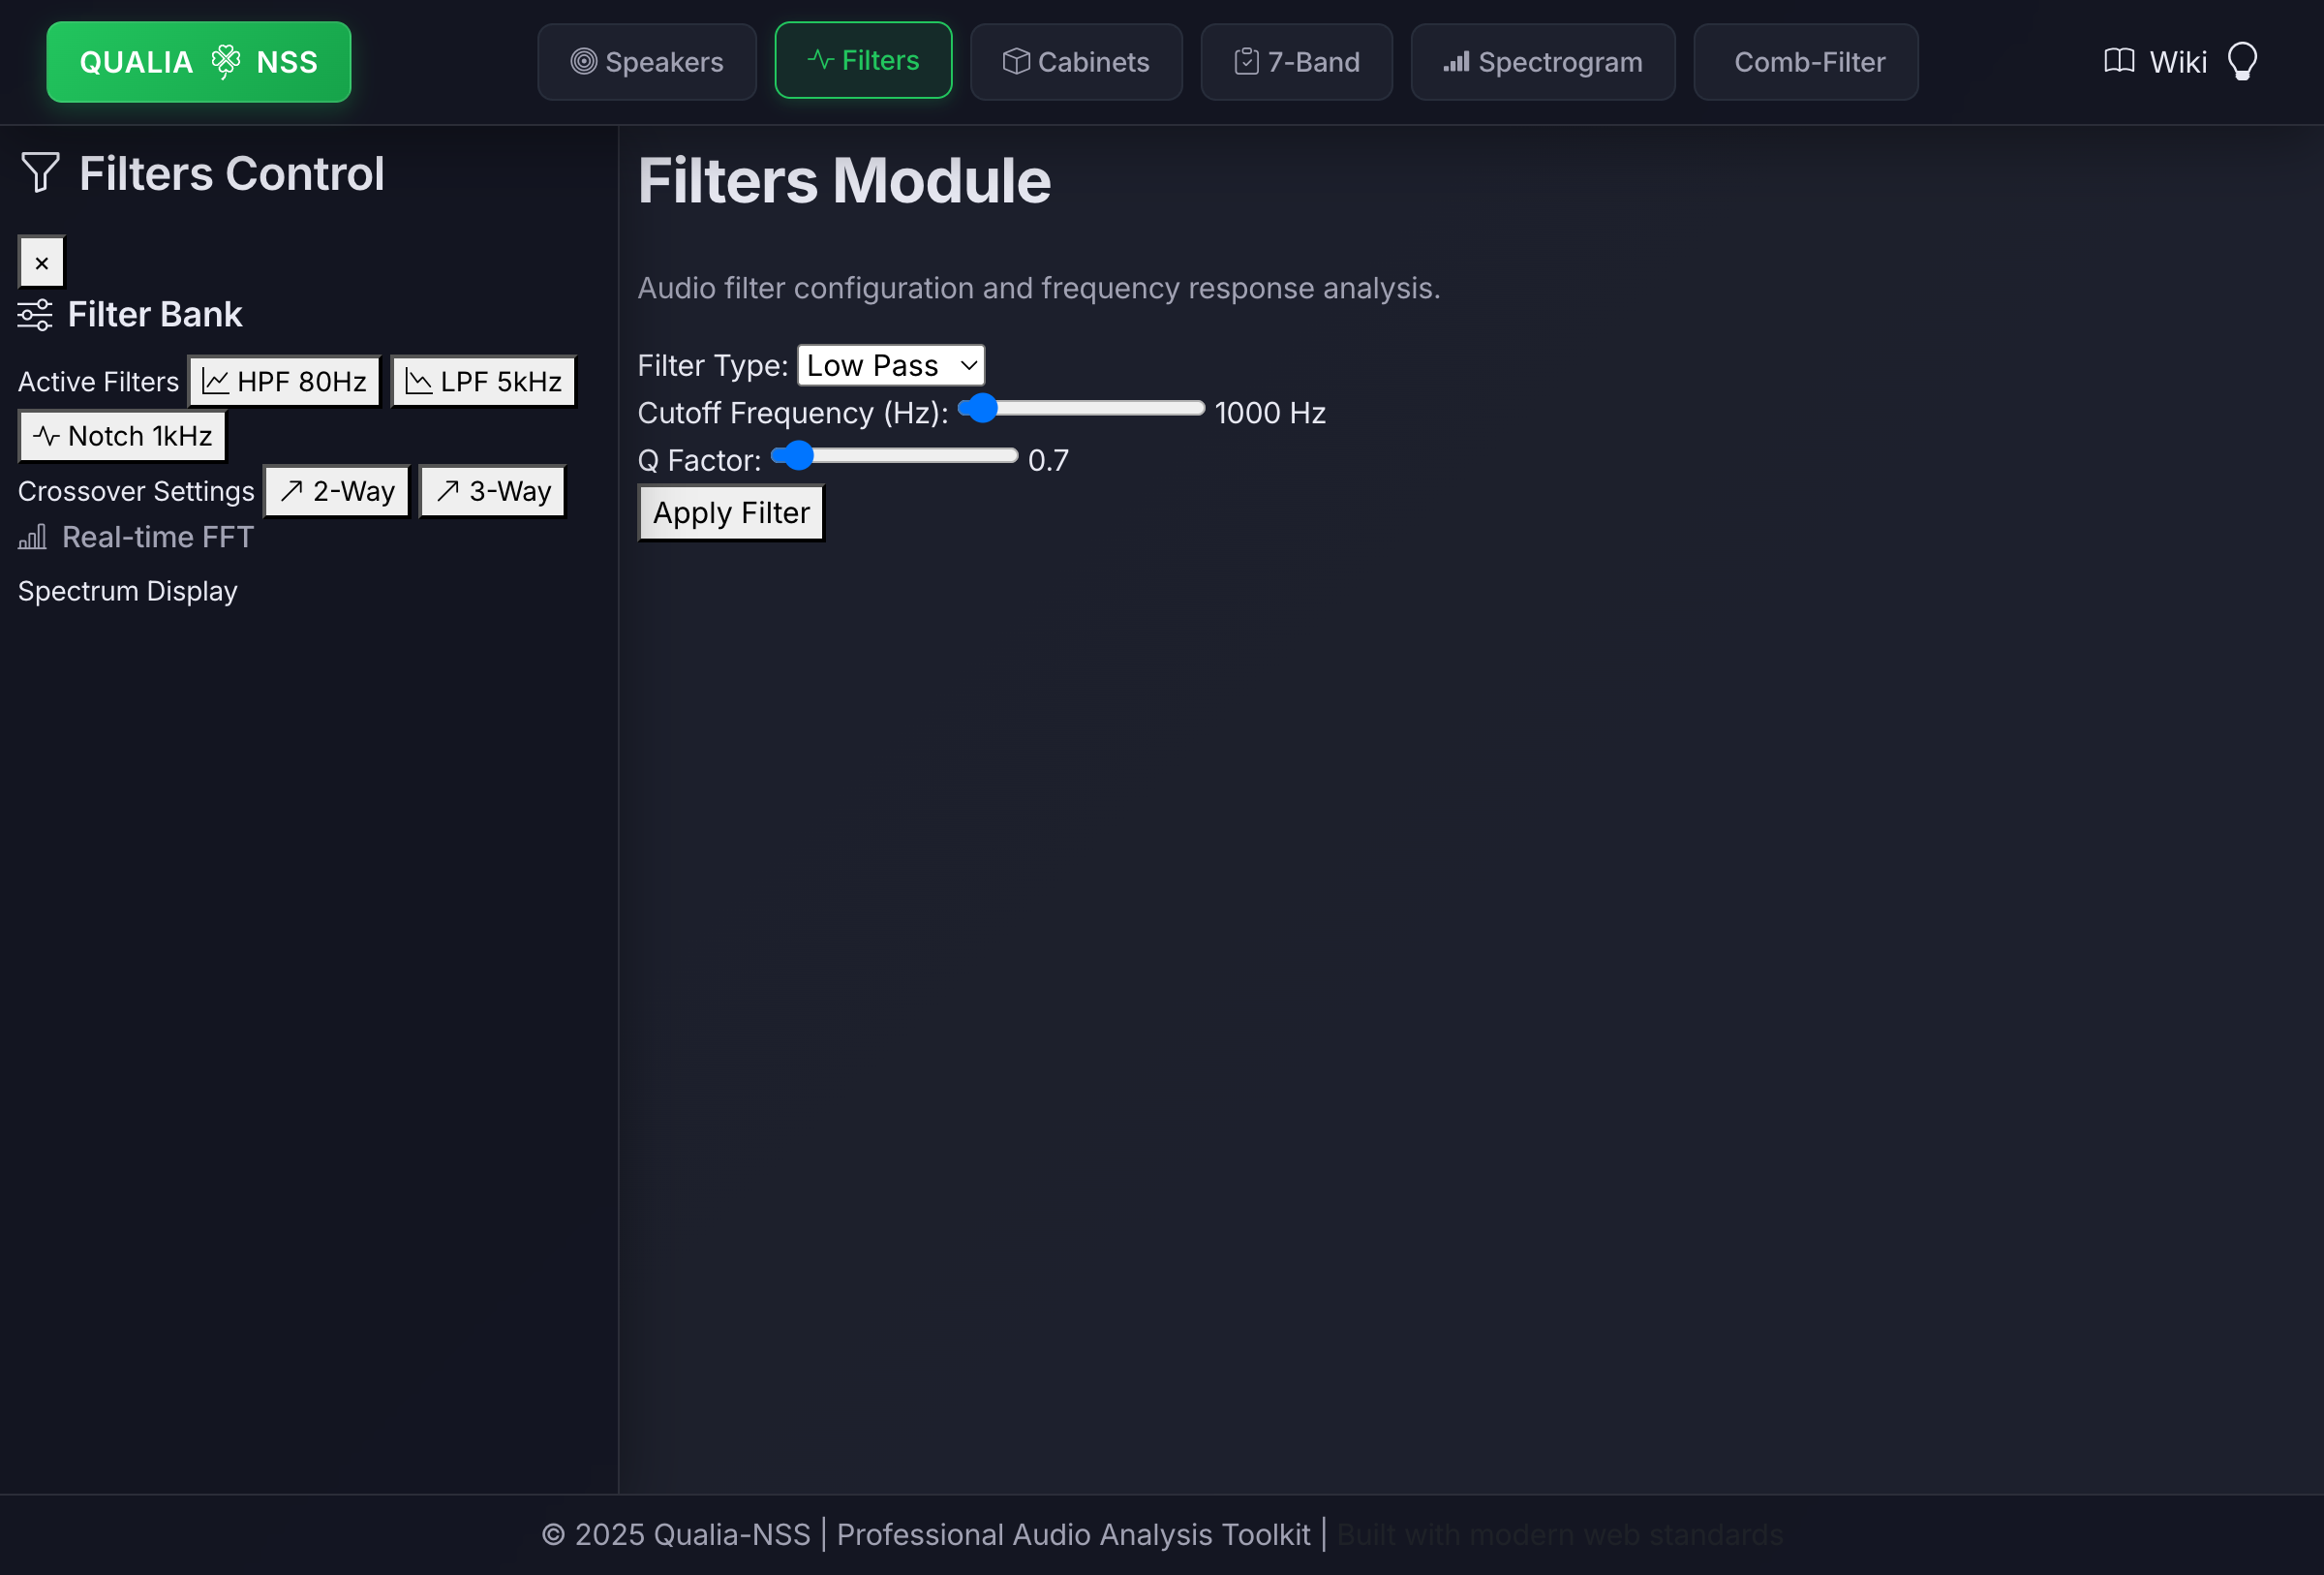 QUALIA NSS
Speakers
Filters
Cabinets
7-Band
Spectrogram
Comb-Filter
Wiki
Filters Control
×
Filter Bank
Active Filters HPF 80Hz LPF 5kHz
Notch 1kHz
Crossover Settings 2-Way 3-Way
Real-time FFT
Spectrum Display
Filters Module
Audio filter configuration and frequency response analysis.
Filter Type: Low Pass
Cutoff Frequency (Hz): 1000 Hz
Q Factor: 0.7
Apply Filter
© 2025 Qualia-NSS | Professional Audio Analysis Toolkit | Built with modern web standards